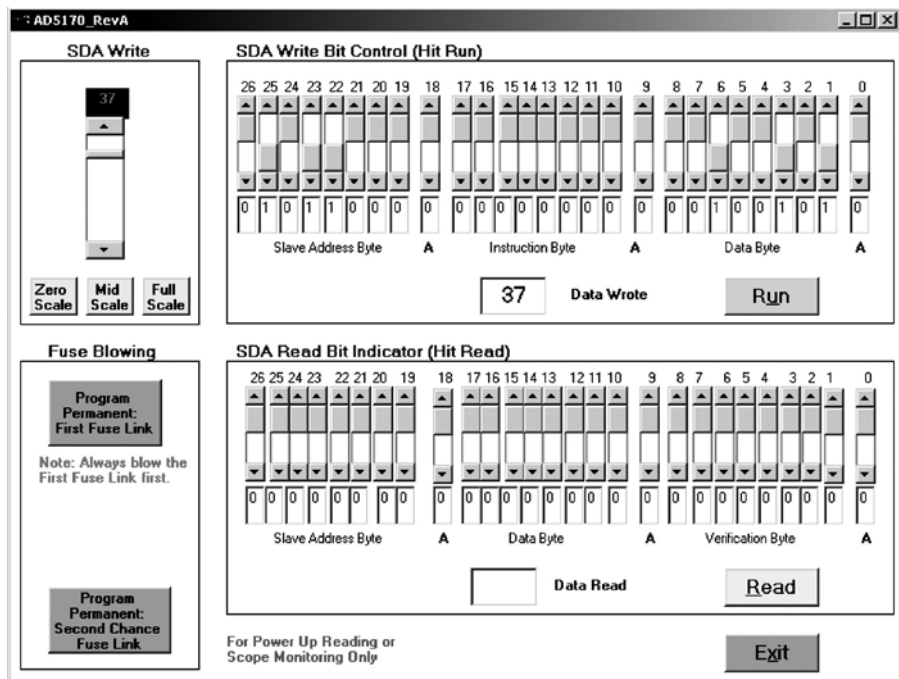 AD5170_RevA
SDA Write
37
Zero Scale
Mid Scale
Full Scale
SDA Write Bit Control (Hit Run)
26 25 24 23 22 21 20 19 18 17 16 15 14 13 12 11 10 9 8 7 6 5 4 3 2 1 0
0 1 0 1 1 0 0 0 0 0 0 0 0 0 0 0 0 0 0 0 1 0 0 1 0 1 0
Slave Address Byte A Instruction Byte A Data Byte A
37 Data Wrote Run
Fuse Blowing
Program
Permanent:
First Fuse Link
Note: Always blow the
First Fuse Link first.
Program
Permanent:
Second Chance
Fuse Link
SDA Read Bit Indicator (Hit Read)
26 25 24 23 22 21 20 19 18 17 16 15 14 13 12 11 10 9 8 7 6 5 4 3 2 1 0
0 0 0 0 0 0 0 0 0 0 0 0 0 0 0 0 0 0 0 0 0 0 0 0 0 0 0
Slave Address Byte A Data Byte A Verification Byte A
Data Read Read
For Power Up Reading or
Scope Monitoring Only
Exit